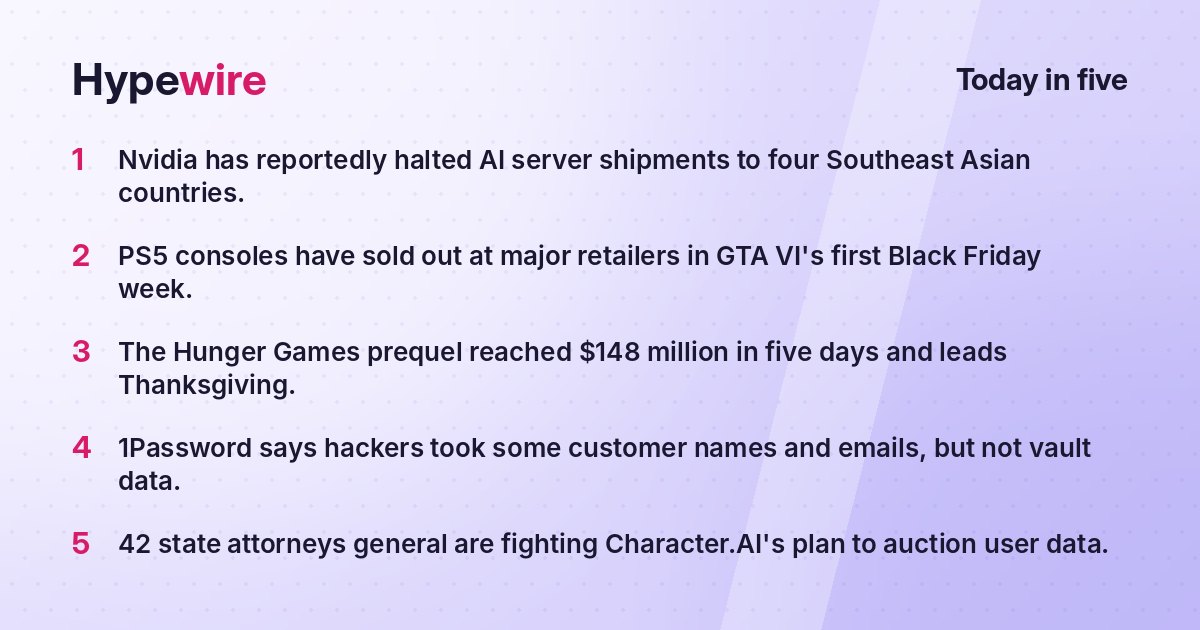 Hypewire
Today in five
1 Nvidia has reportedly halted AI server shipments to four Southeast Asian
countries.
2 PS5 consoles have sold out at major retailers in GTA VI's first Black Friday
week.
3 The Hunger Games prequel reached $148 million in five days and leads
Thanksgiving.
4 1Password says hackers took some customer names and emails, but not vault
data.
5 42 state attorneys general are fighting Character.AI's plan to auction user data.